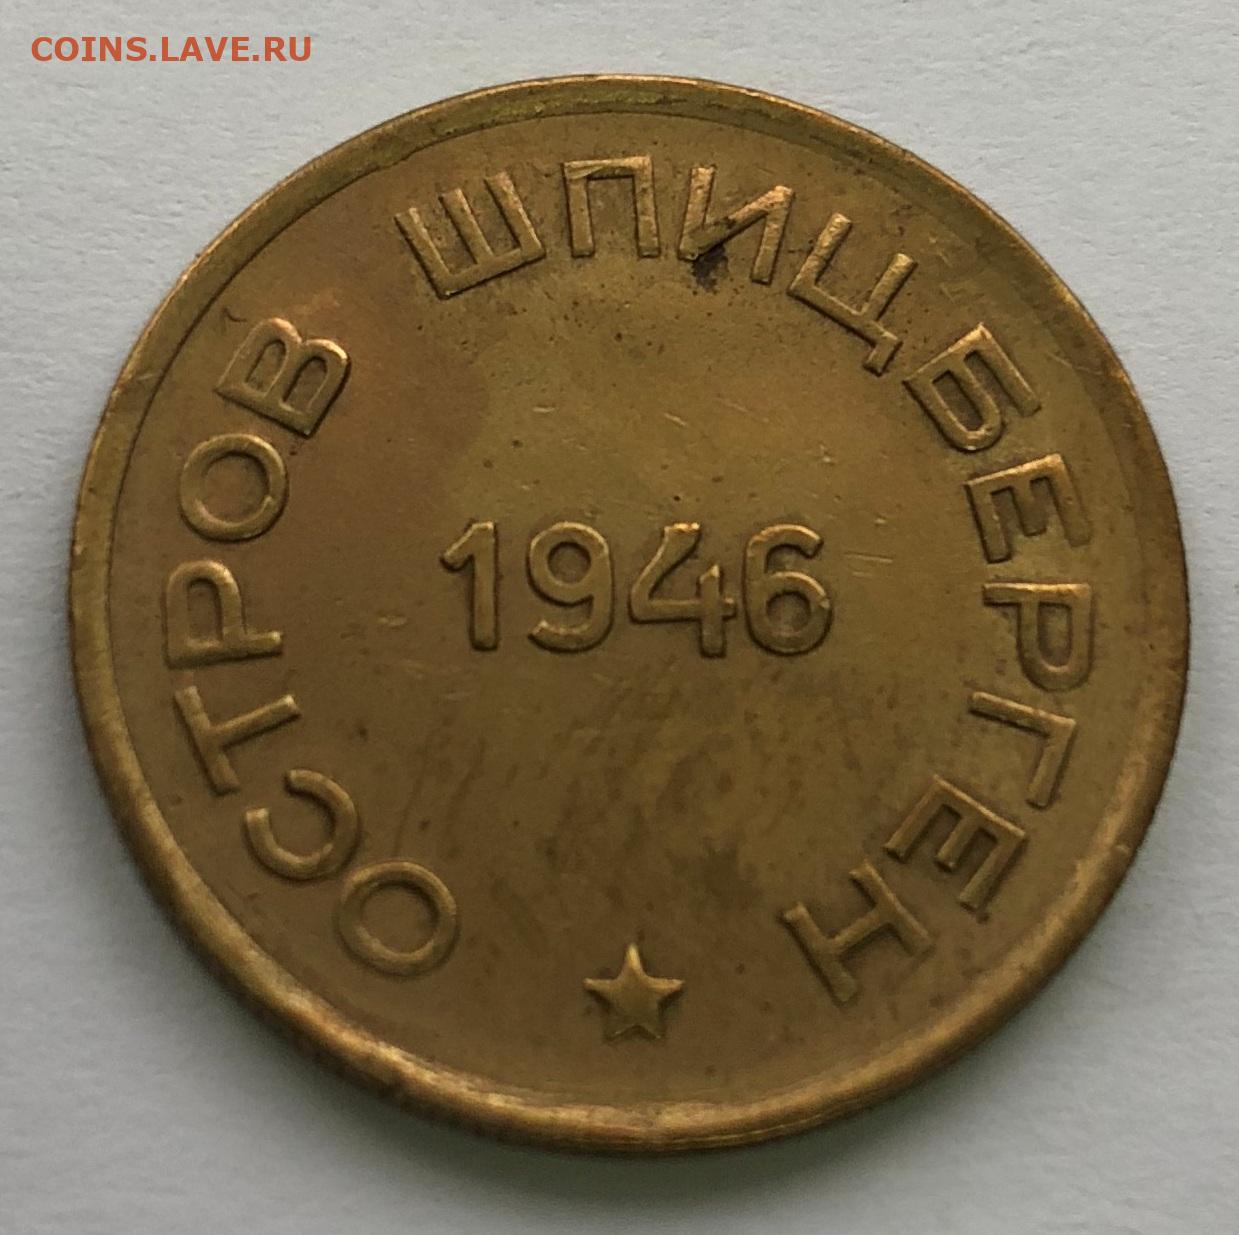 COINS.LAVE.RU
ОСТРОВ ШПИЦБЕРГЕН
1946